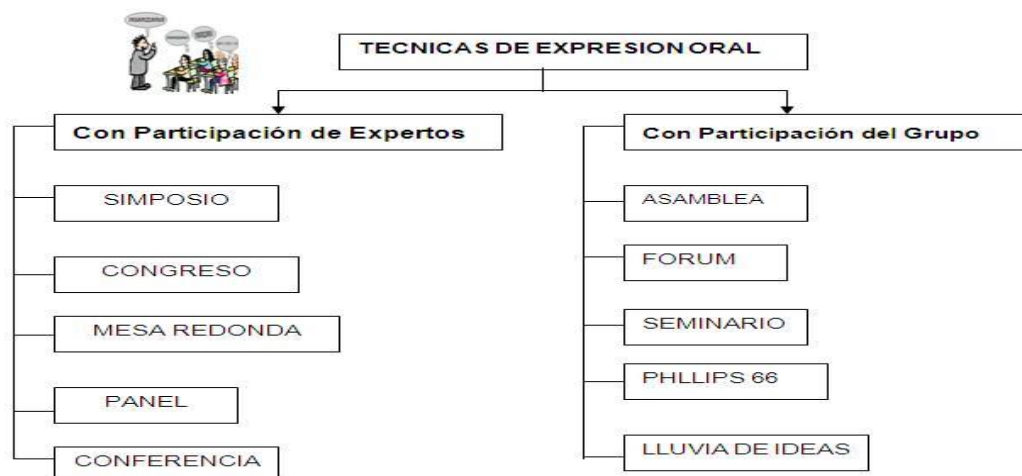 TECNICAS DE EXPRESION ORAL
Con Participación de Expertos
SIMPOSIO
CONGRESO
MESA REDONDA
PANEL
CONFERENCIA
Con Participación del Grupo
ASAMBLEA
FORUM
SEMINARIO
PHLLIPS 66
LLUVIA DE IDEAS